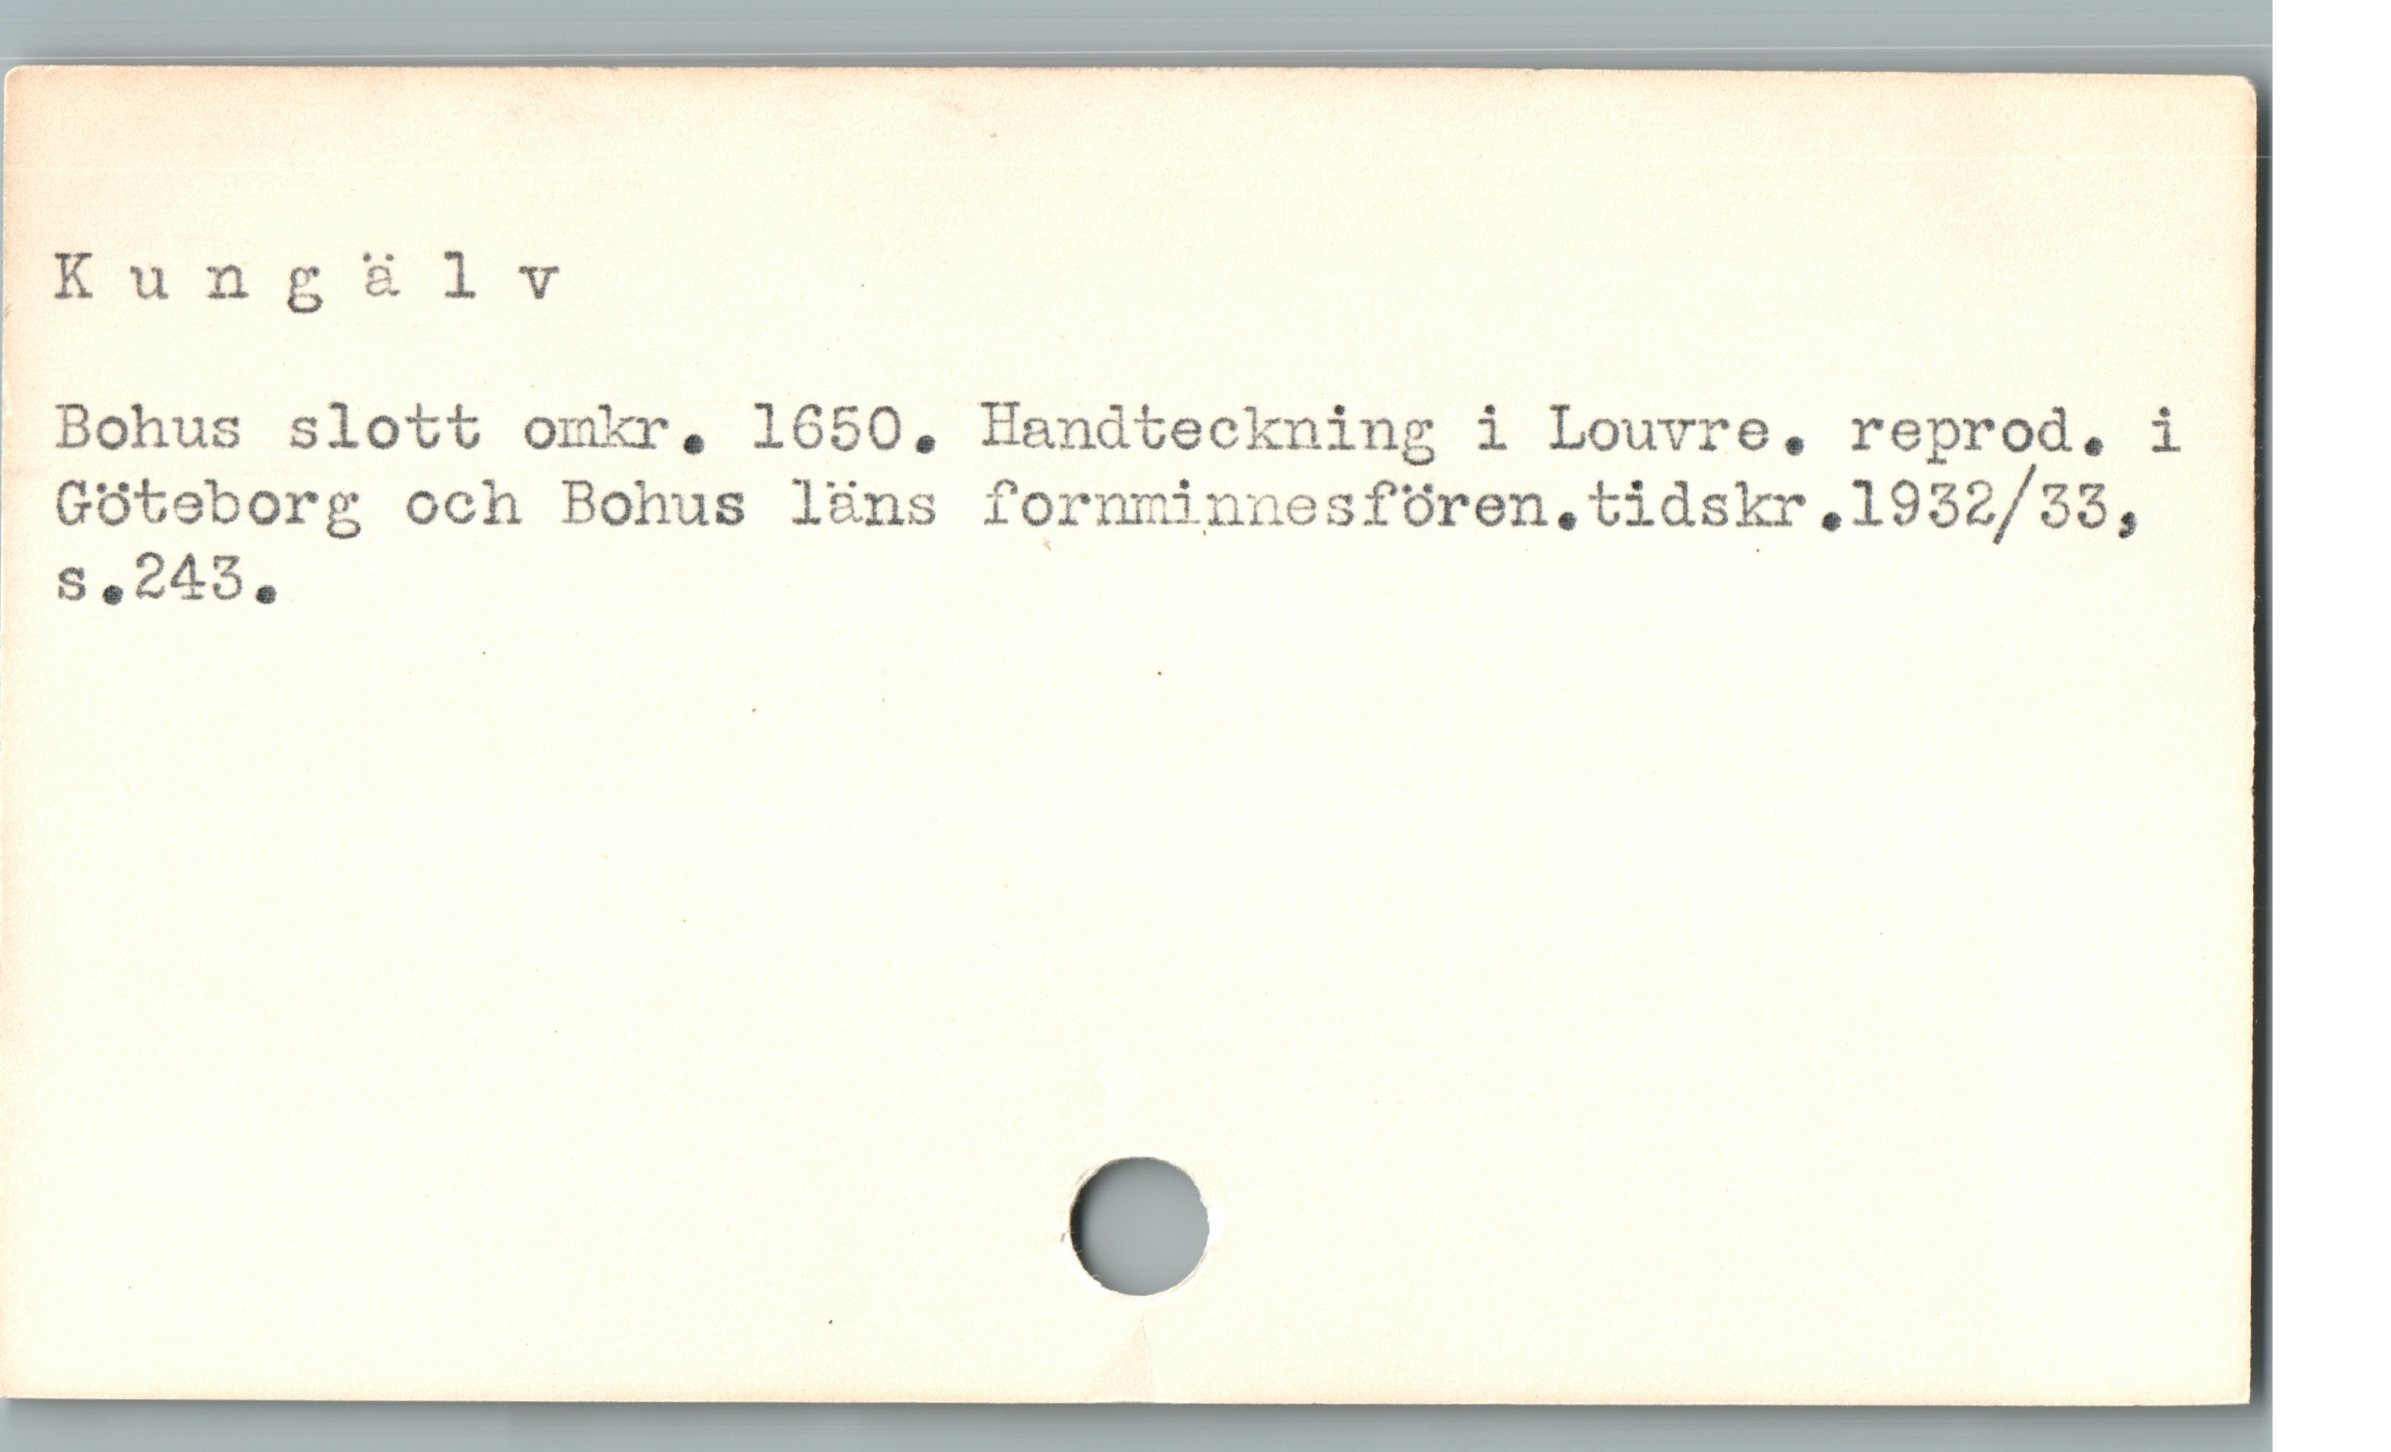 K u n g ä l v
Bohus slott omkr. 1650. Handteckning i Louvre. reprod. i
Göteborg och Bohus läns fornminnesfören.tidskr.1932/33,
s.243.